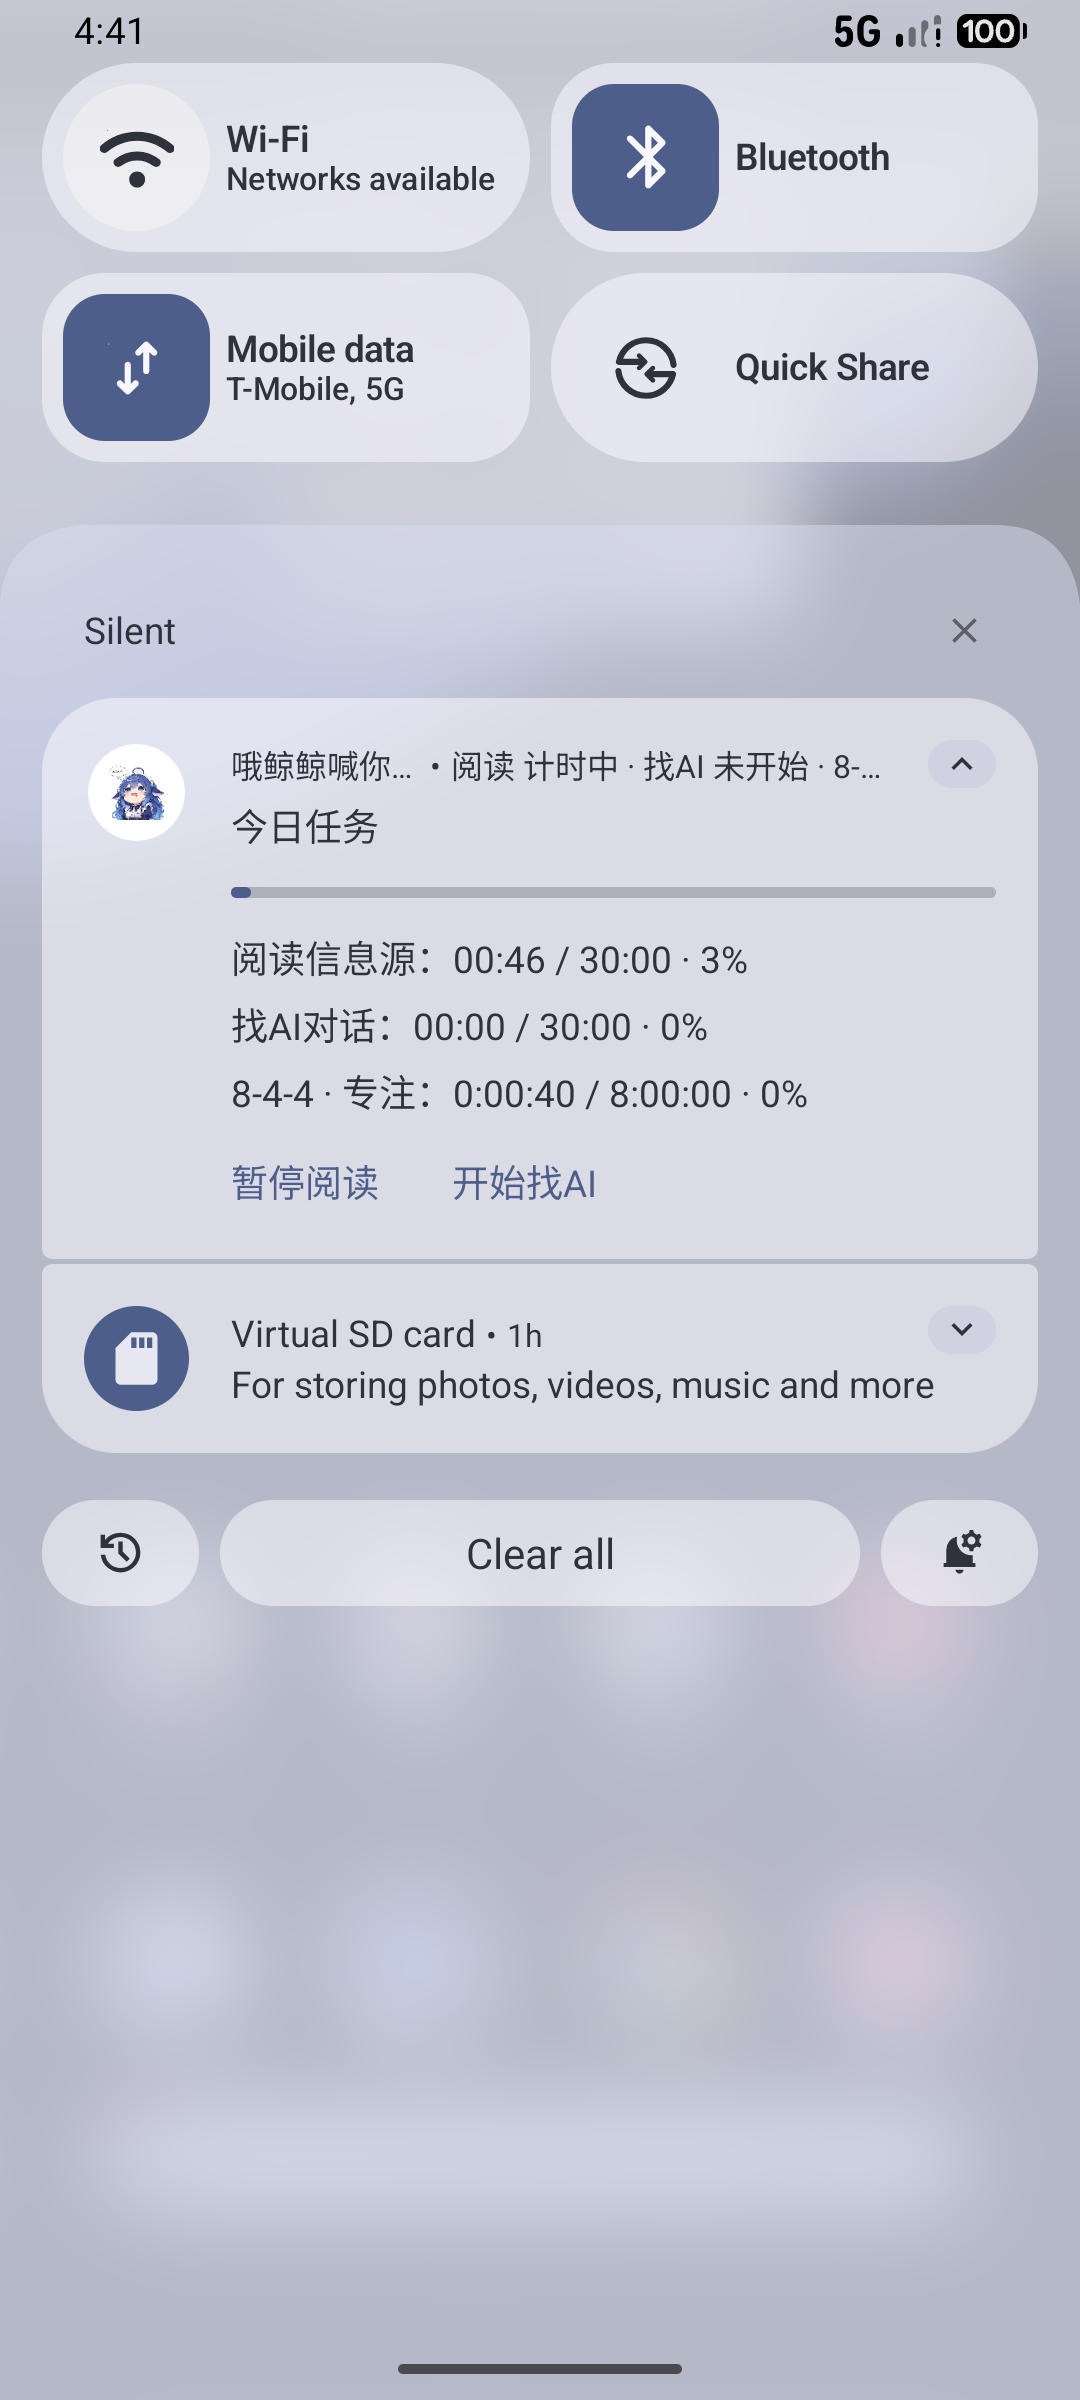 4:41
5G
100
Wi-Fi
Networks available
Bluetooth
Mobile data
T-Mobile, 5G
Quick Share
Silent
哦鲸鲸喊你… • 阅读 计时中 · 找AI 未开始 · 8-…
今日任务
阅读信息源：00:46 / 30:00 · 3%
找AI对话：00:00 / 30:00 · 0%
8-4-4 · 专注：0:00:40 / 8:00:00 · 0%
暂停阅读 开始找AI
Virtual SD card • 1h
For storing photos, videos, music and more
Clear all